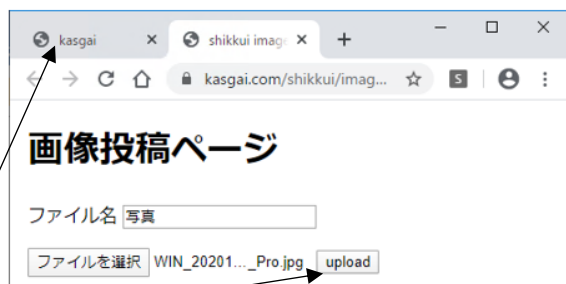 kasgai
shikkui imag
kasgai.com/shikkui/imag...
S
画像投稿ページ
ファイル名 写真
ファイルを選択 WIN_20201..._Pro.jpg upload